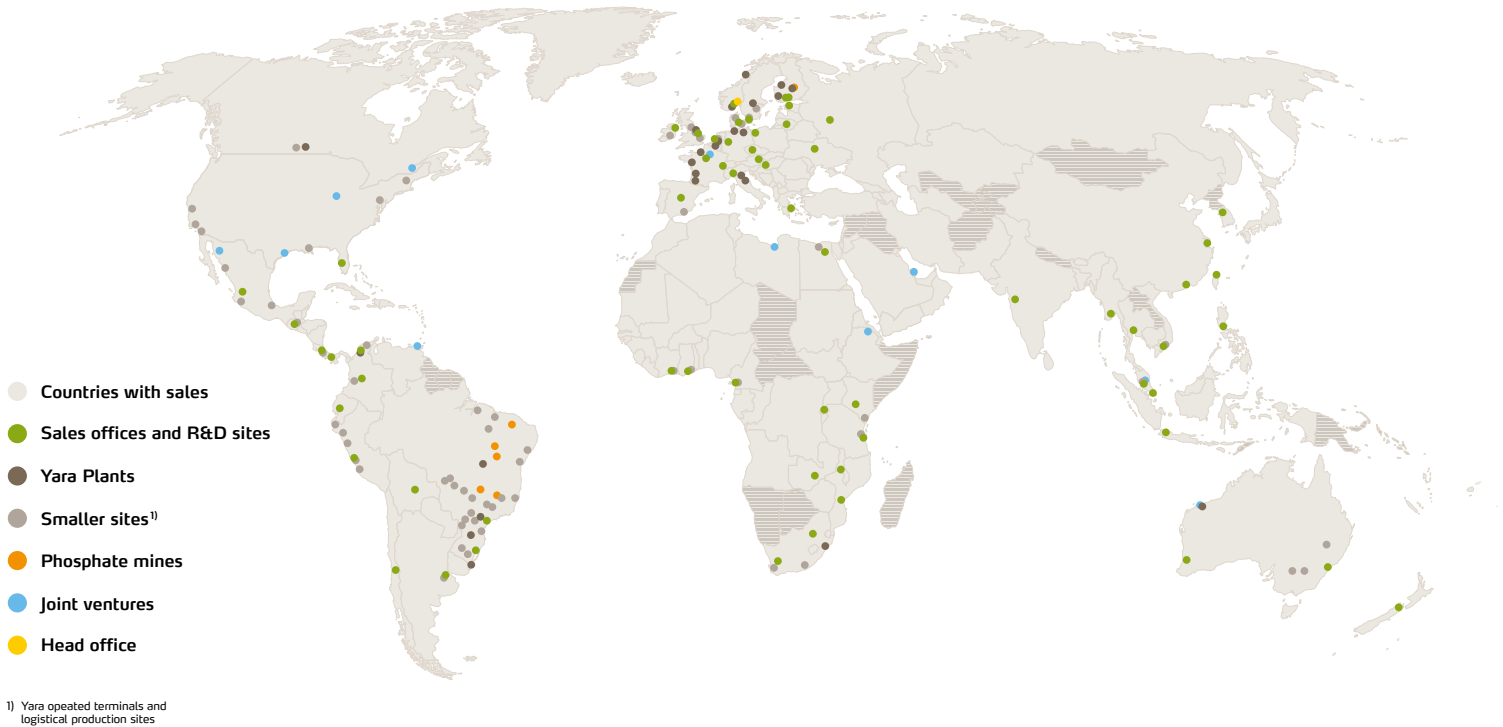 Countries with sales
Sales offices and R&D sites
Yara Plants
Smaller sites¹⁾
Phosphate mines
Joint ventures
Head office
1) Yara opeated terminals and
logistical production sites